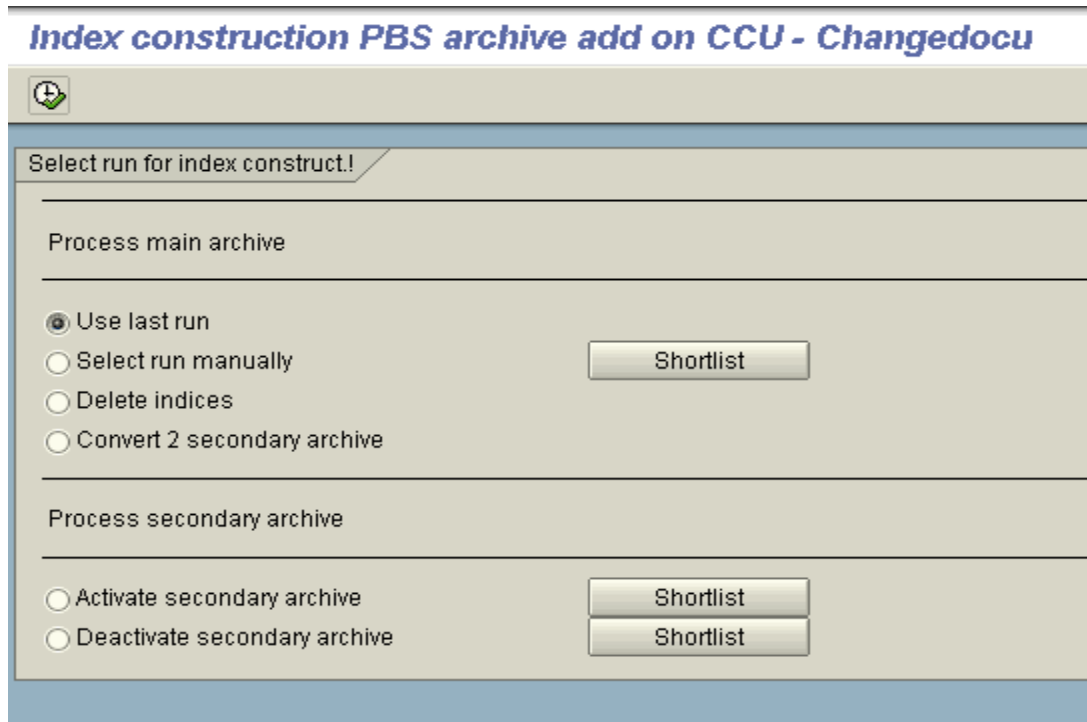 Index construction PBS archive add on CCU - Changedocu
Select run for index construct.!
Process main archive
Use last run
Select run manually Shortlist
Delete indices
Convert 2 secondary archive
Process secondary archive
Activate secondary archive Shortlist
Deactivate secondary archive Shortlist